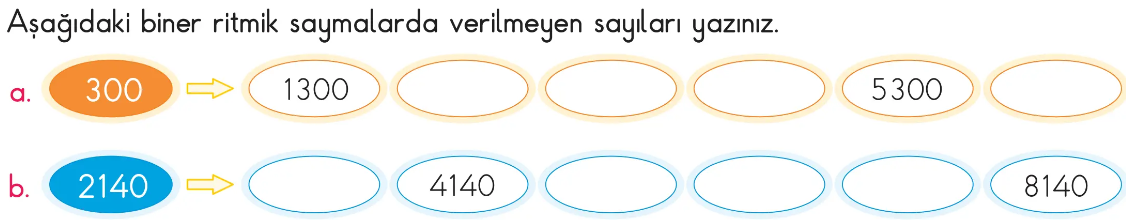 Aşağıdaki biner ritmik saymalarda verilmeyen sayıları yazınız.
a. 300 1300 5300
b. 2140 4140 8140